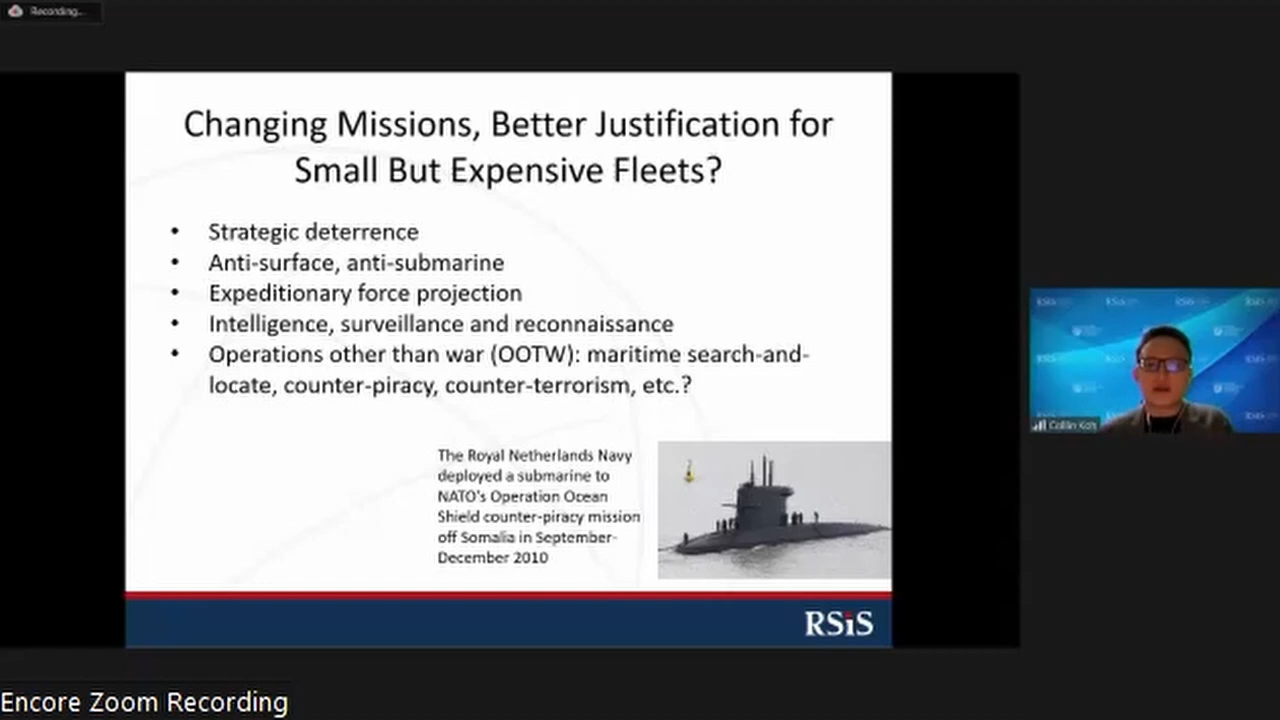 Recording...
Changing Missions, Better Justification for
Small But Expensive Fleets?
• Strategic deterrence
• Anti-surface, anti-submarine
• Expeditionary force projection
• Intelligence, surveillance and reconnaissance
• Operations other than war (OOTW): maritime search-and-
locate, counter-piracy, counter-terrorism, etc.?
The Royal Netherlands Navy
deployed a submarine to
NATO's Operation Ocean
Shield counter-piracy mission
off Somalia in September-
December 2010
RSiS
Collin Koh
Encore Zoom Recording